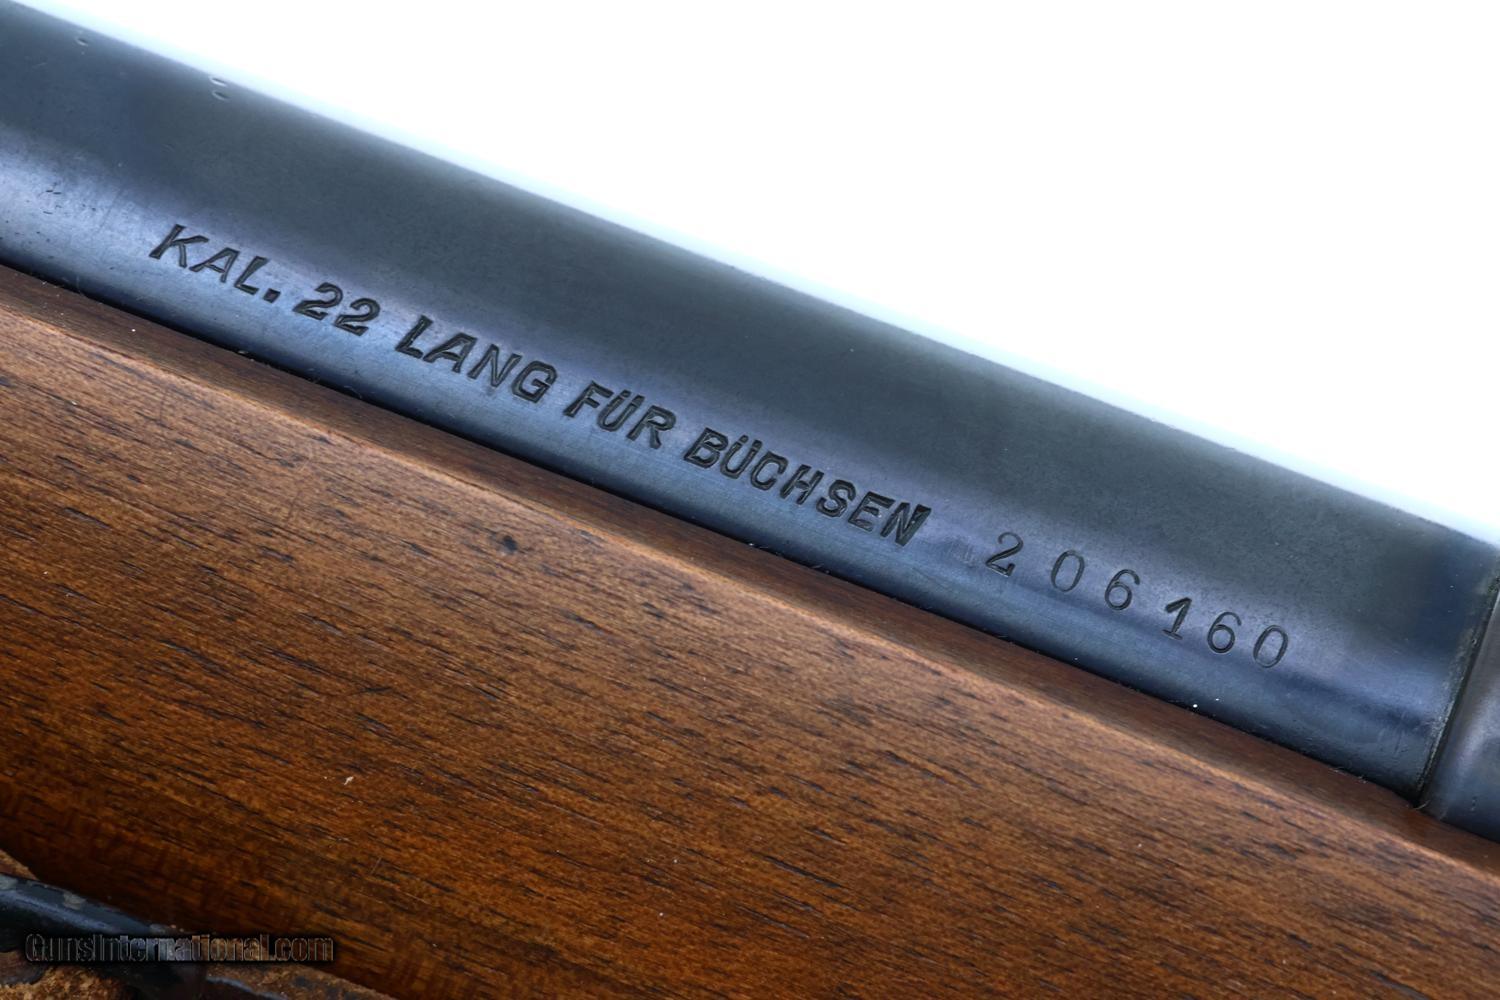 KAL. 22 LANG FÜR BÜCHSEN 206160
GunsInternational.com